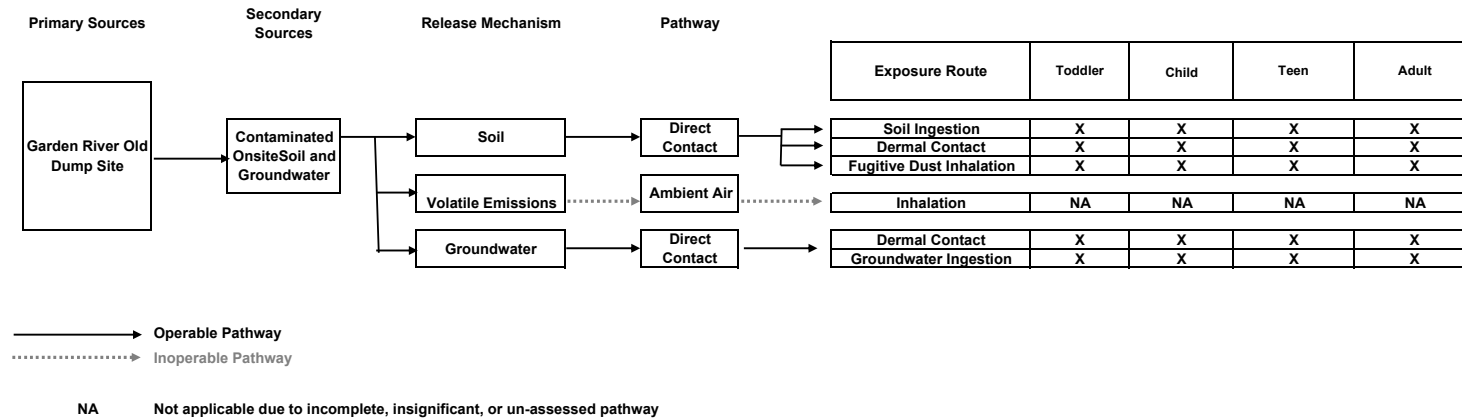 Primary Sources
Secondary
Sources
Release Mechanism
Pathway
Exposure Route Toddler Child Teen Adult
Garden River Old
Dump Site
Contaminated
OnsiteSoil and
Groundwater
Soil
Direct
Contact
Soil Ingestion X X X X
Dermal Contact X X X X
Fugitive Dust Inhalation X X X X
Volatile Emissions
Ambient Air
Inhalation NA NA NA NA
Groundwater
Direct
Contact
Dermal Contact X X X X
Groundwater Ingestion X X X X
Operable Pathway
Inoperable Pathway
NA Not applicable due to incomplete, insignificant, or un-assessed pathway